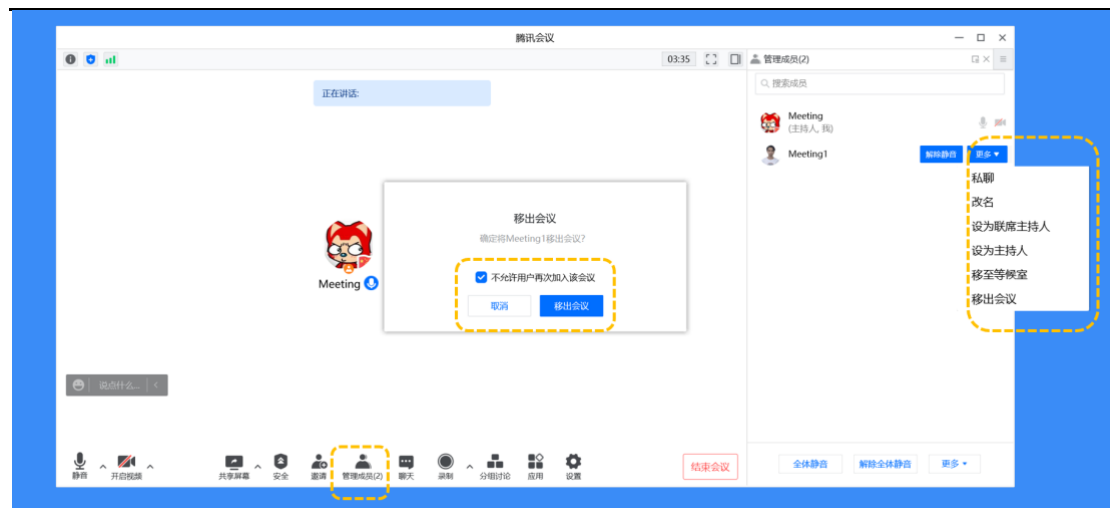 腾讯会议
03:35
管理成员(2)
正在讲话:
搜索成员
Meeting
(主持人, 我)
Meeting1
解除静音
更多
私聊
改名
设为联席主持人
设为主持人
移至等候室
移出会议
移出会议
确定将Meeting1移出会议?
不允许用户再次加入该会议
取消
移出会议
Meeting
说点什么...
静音
开启视频
共享屏幕
安全
邀请
管理成员(2)
聊天
录制
分组讨论
应用
设置
结束会议
全体静音
解除全体静音
更多